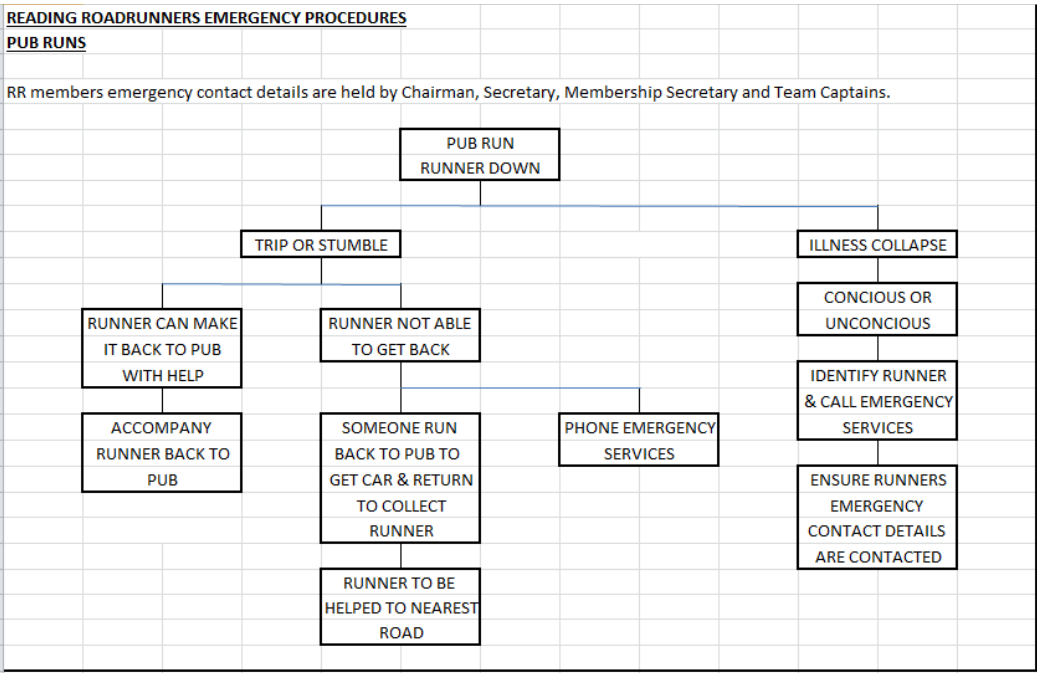 READING ROADRUNNERS EMERGENCY PROCEDURES
PUB RUNS
RR members emergency contact details are held by Chairman, Secretary, Membership Secretary and Team Captains.
PUB RUN
RUNNER DOWN
TRIP OR STUMBLE
ILLNESS COLLAPSE
RUNNER CAN MAKE
IT BACK TO PUB
WITH HELP
RUNNER NOT ABLE
TO GET BACK
CONCIOUS OR
UNCONCIOUS
ACCOMPANY
RUNNER BACK TO
PUB
SOMEONE RUN
BACK TO PUB TO
GET CAR & RETURN
TO COLLECT
RUNNER
PHONE EMERGENCY
SERVICES
IDENTIFY RUNNER
& CALL EMERGENCY
SERVICES
RUNNER TO BE
HELPED TO NEAREST
ROAD
ENSURE RUNNERS
EMERGENCY
CONTACT DETAILS
ARE CONTACTED